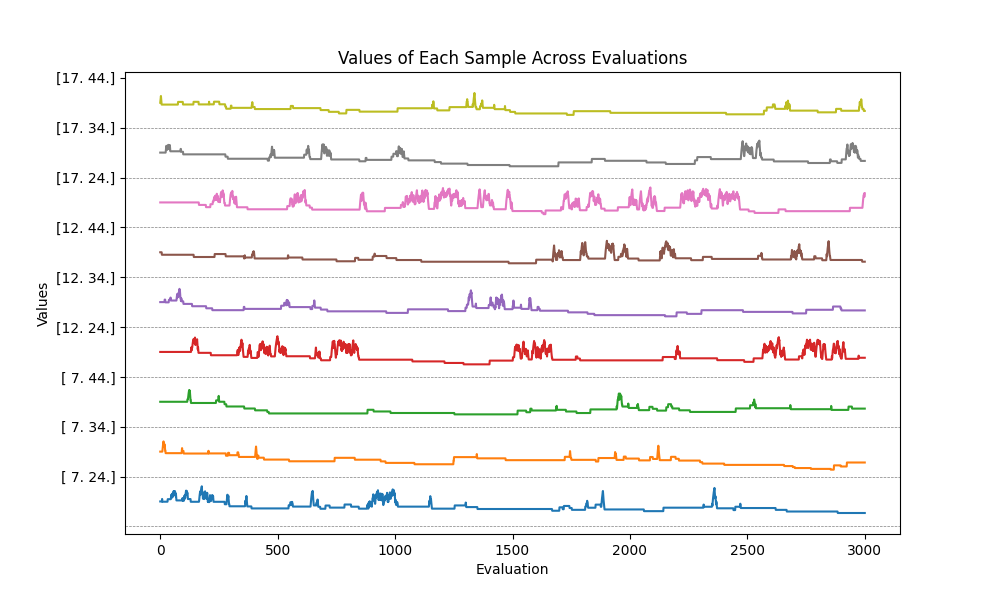 Values of Each Sample Across Evaluations
[17. 44.]
[17. 34.]
[17. 24.]
[12. 44.]
[12. 34.]
[12. 24.]
[ 7. 44.]
[ 7. 34.]
[ 7. 24.]
Values
0 500 1000 1500 2000 2500 3000
Evaluation